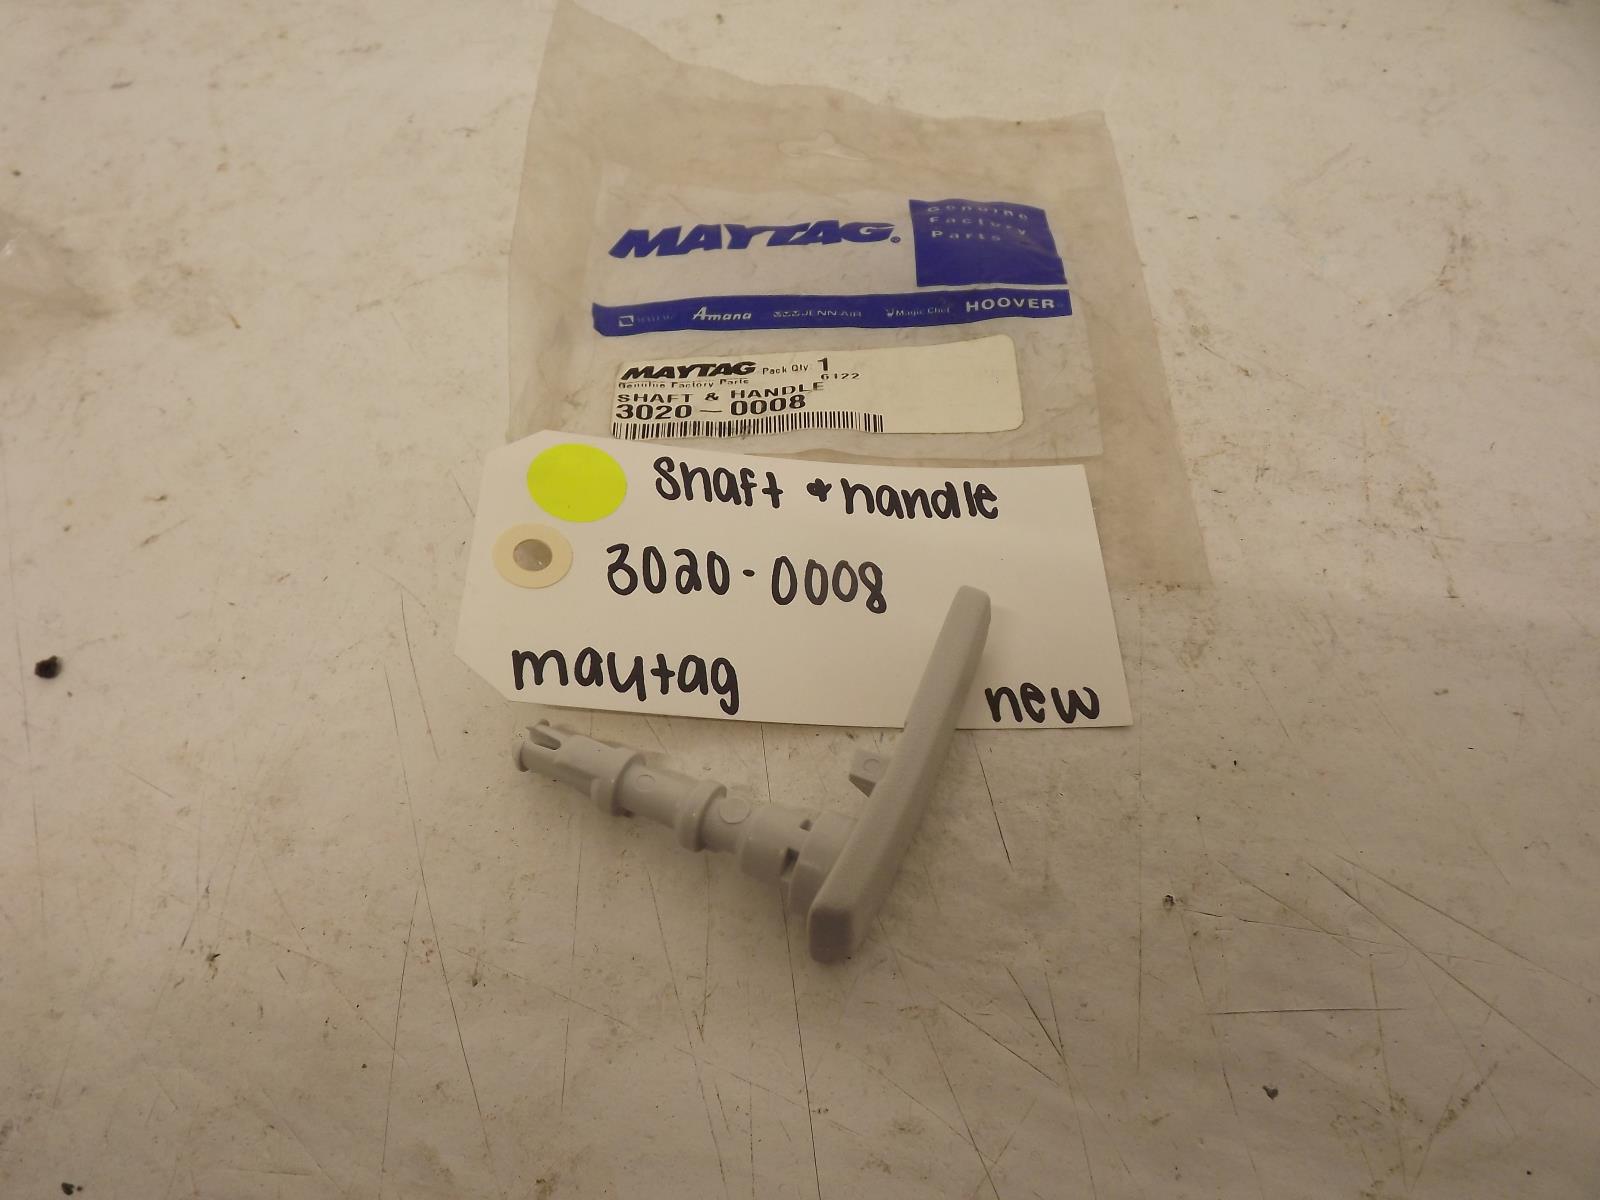 MAYTAG®
Genuine
Factory
Parts
Amana JENN-AIR Magic Chef HOOVER
MAYTAG Pack Qty 1
Genuine Factory Parts 6122
SHAFT & HANDLE
3020-0008
Shaft & handle
3020-0008
maytag
new